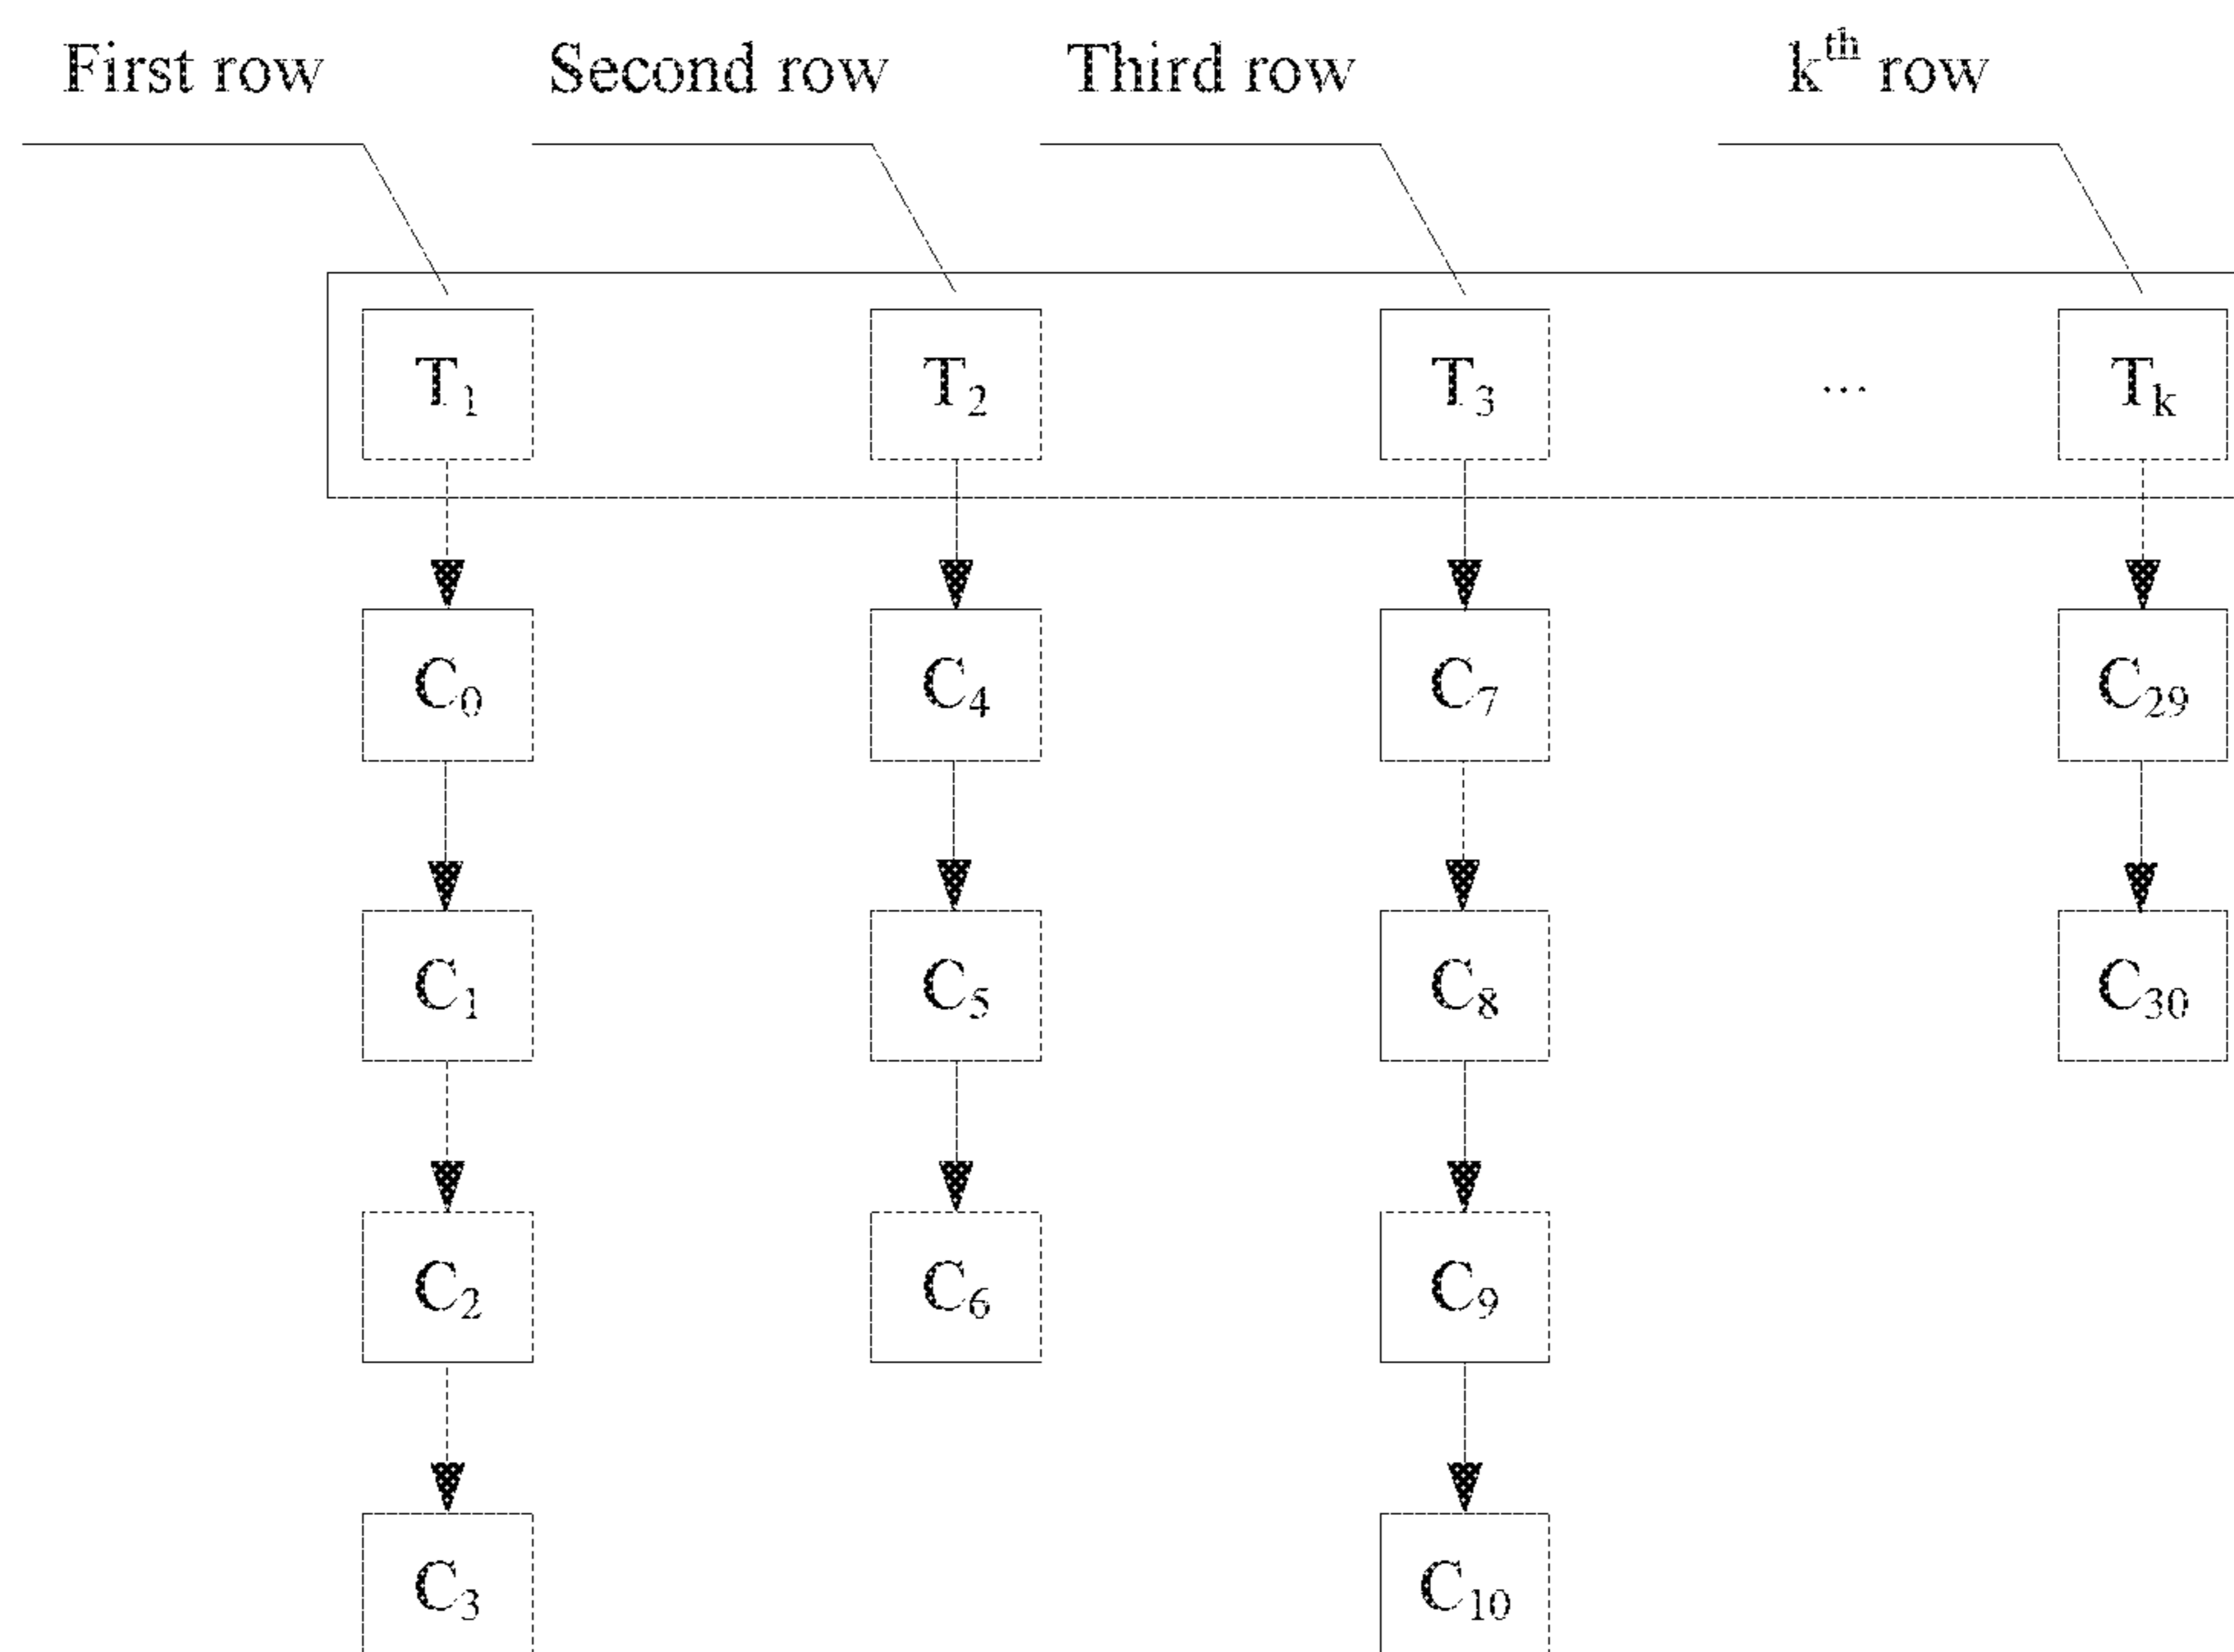 First row Second row Third row kth row
T1 T2 T3 ... Tk
C0 C4 C7 C29
C1 C5 C8 C30
C2 C6 C9
C3 C10